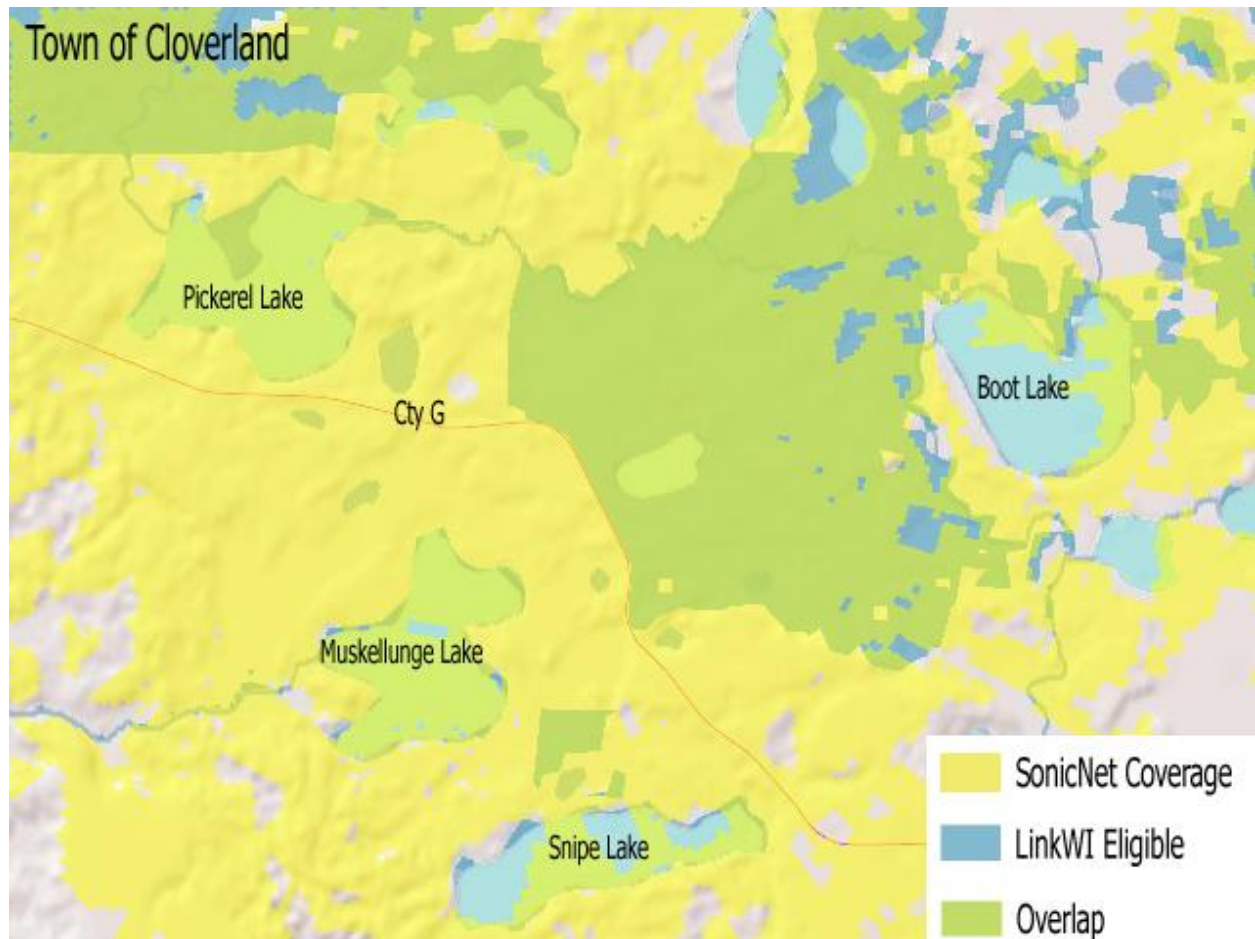 Town of Cloverland
Pickerel Lake
Boot Lake
Cty G
Muskellunge Lake
Snipe Lake
SonicNet Coverage
LinkWI Eligible
Overlap